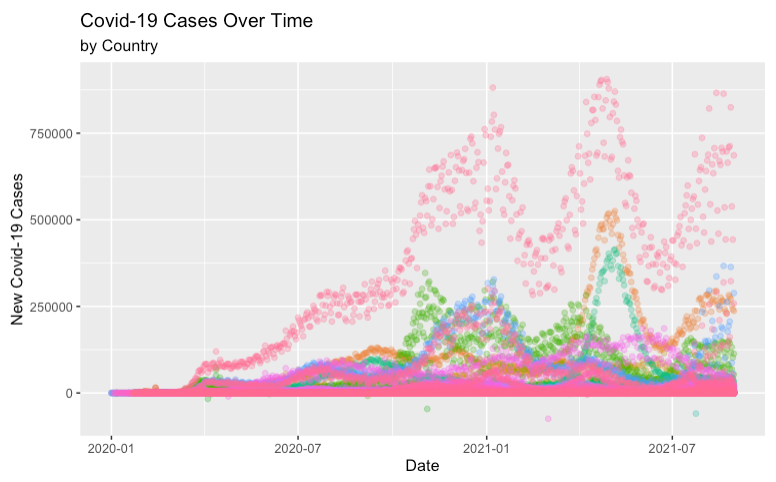 Covid-19 Cases Over Time
by Country
New Covid-19 Cases
750000
500000
250000
0
2020-01
2020-07
2021-01
2021-07
Date